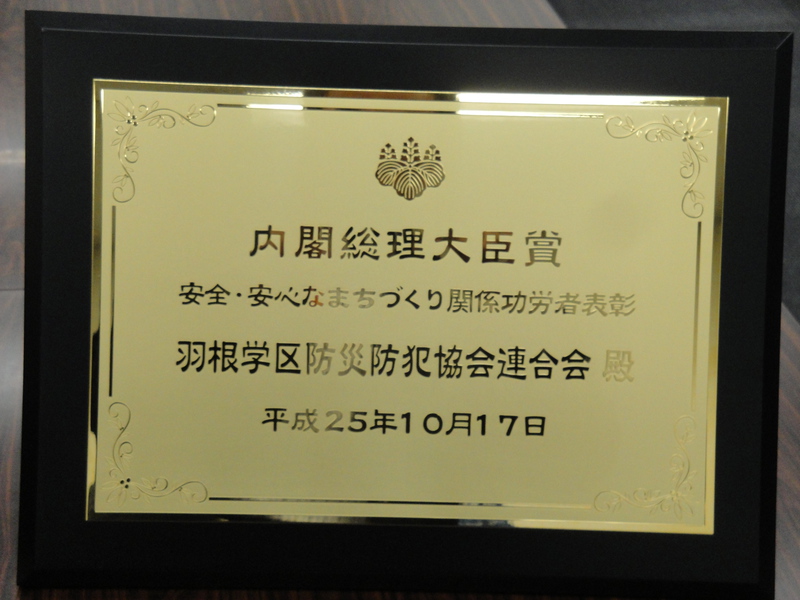 内閣総理大臣賞
安全・安心なまちづくり関係功労者表彰
羽根学区防災防犯協会連合会 殿
平成25年10月17日